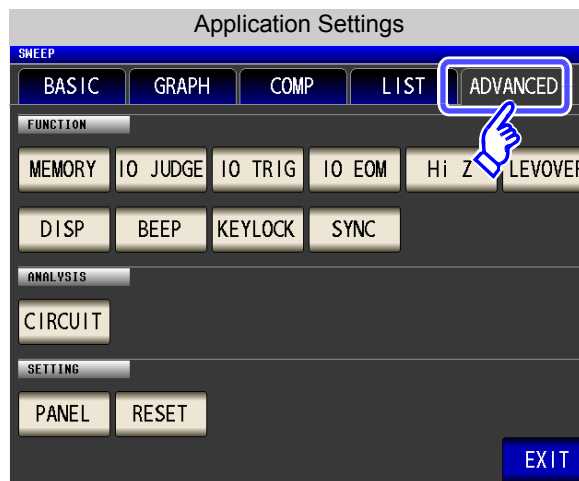 Application Settings
SWEEP
BASIC GRAPH COMP LIST ADVANCED
FUNCTION
MEMORY IO JUDGE IO TRIG IO EOM Hi Z LEVOVER
DISP BEEP KEYLOCK SYNC
ANALYSIS
CIRCUIT
SETTING
PANEL RESET
EXIT